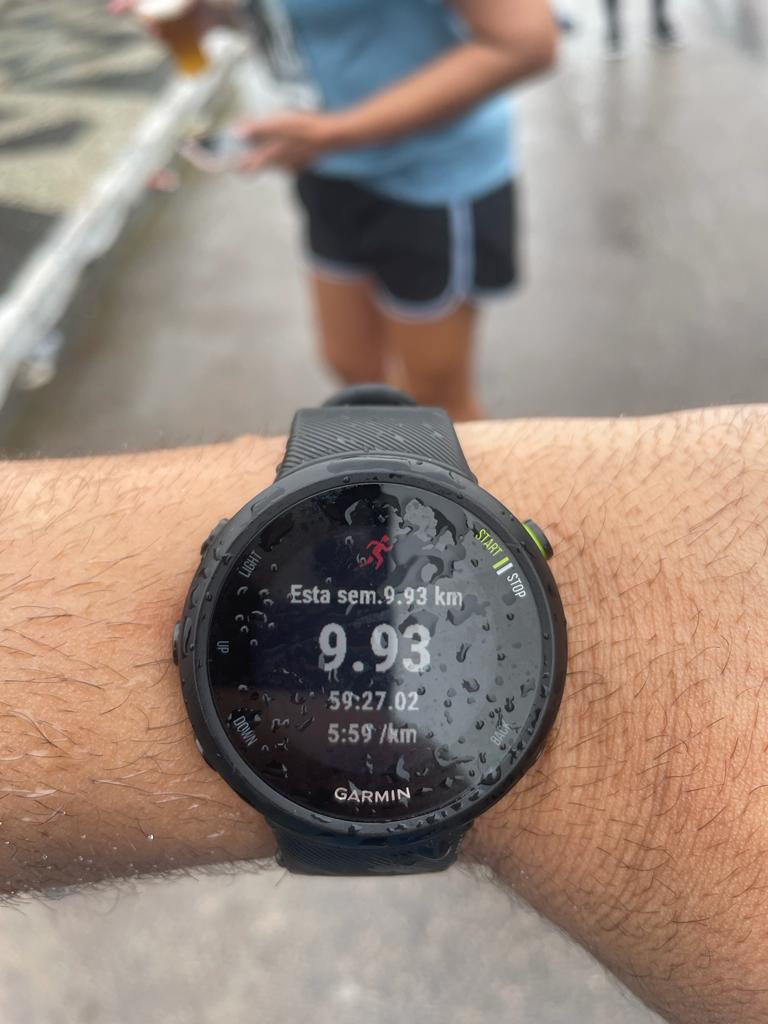 START
STOP
LIGHT
Esta sem.9.93 km
UP
9.93
59:27.02
DOWN
5:59 /km
BACK
GARMIN